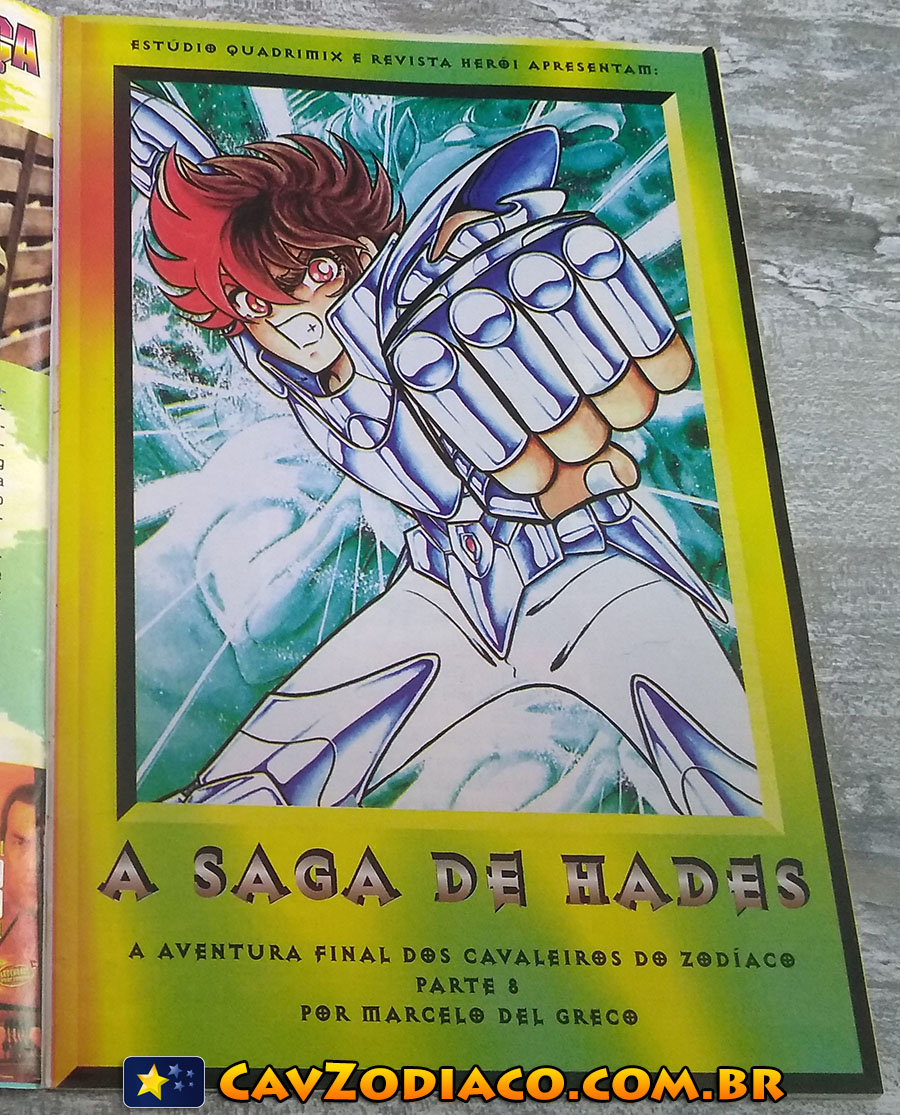 ESTÚDIO QUADRIMIX E REVISTA HERÓI APRESENTAM:
A SAGA DE HADES
A AVENTURA FINAL DOS CAVALEIROS DO ZODÍACO
PARTE 8
POR MARCELO DEL GRECO
CAVZODIACO.COM.BR